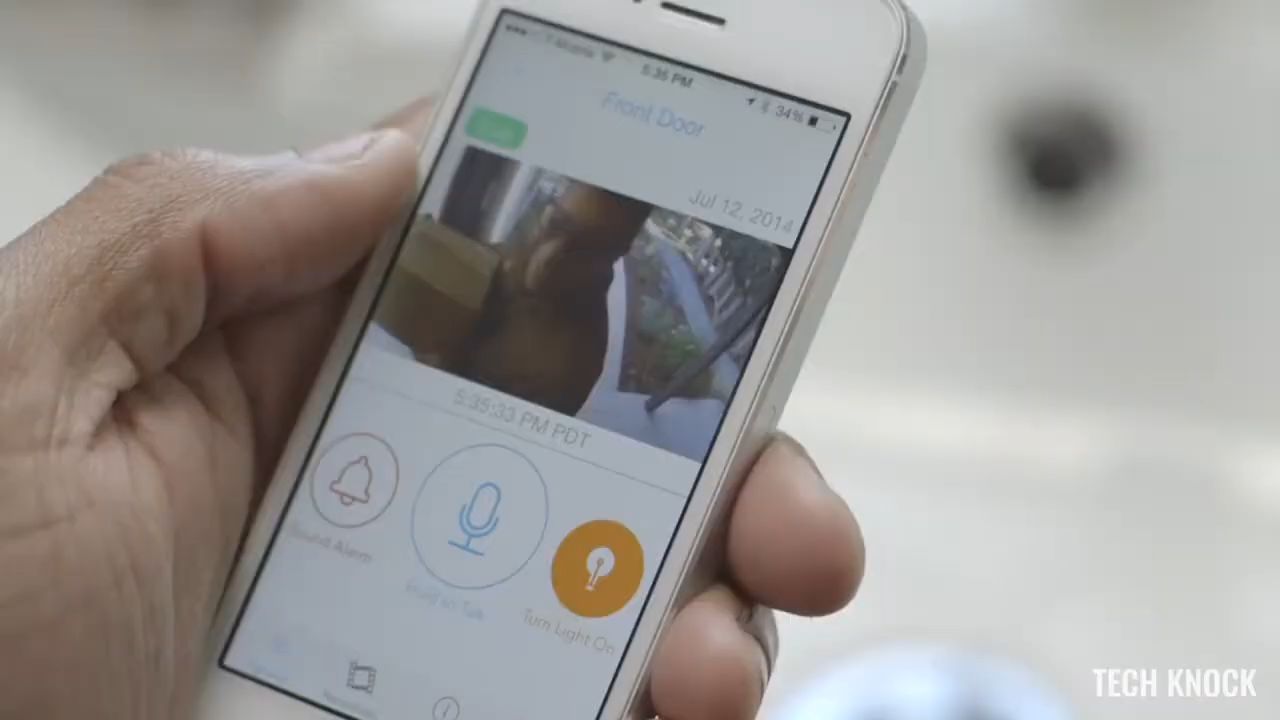 5:35 PM
34%
Front Door
Jul 12, 2014
5:35:33 PM PDT
Sound Alarm
Hold to Talk
Turn Light On
TECH KNOCK